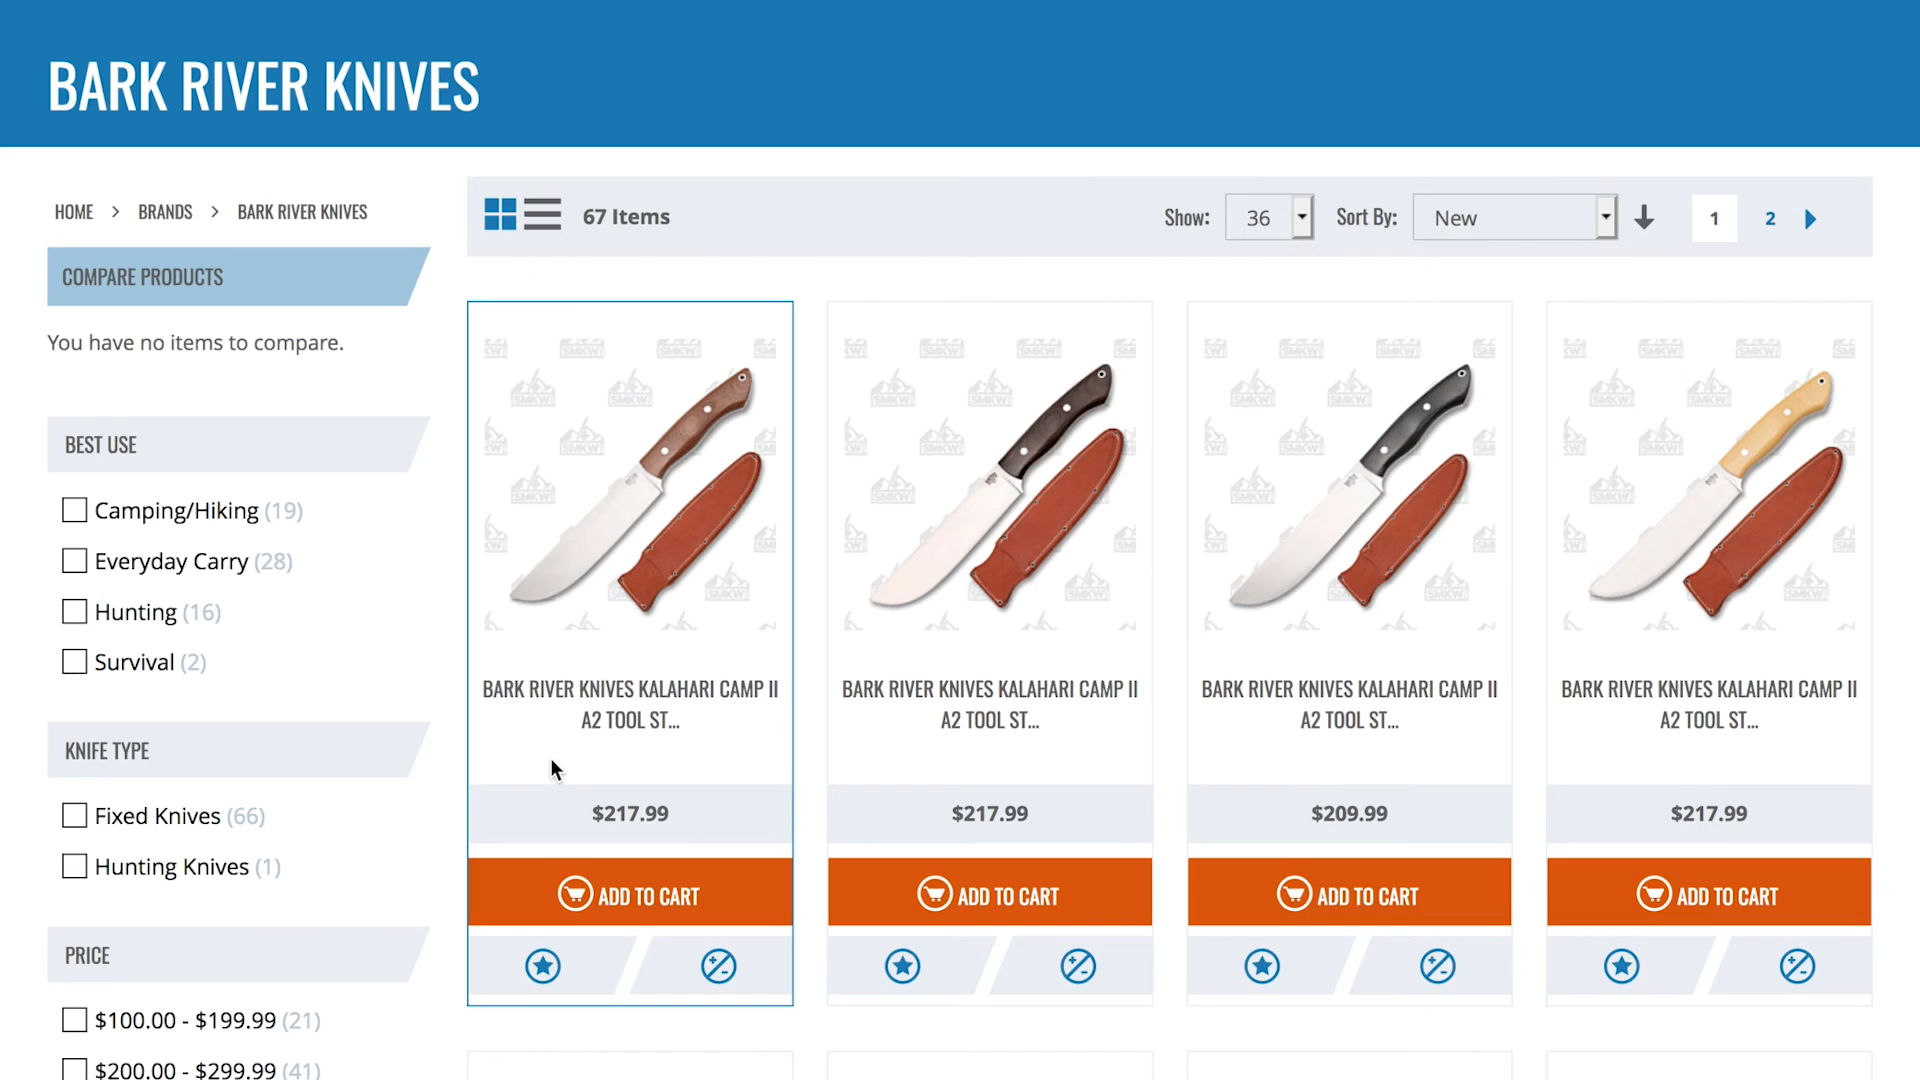 BARK RIVER KNIVES
HOME > BRANDS > BARK RIVER KNIVES
COMPARE PRODUCTS
You have no items to compare.
BEST USE
Camping/Hiking (19)
Everyday Carry (28)
Hunting (16)
Survival (2)
KNIFE TYPE
Fixed Knives (66)
Hunting Knives (1)
PRICE
$100.00 - $199.99 (21)
$200.00 - $299.99 (41)
67 Items
Show: 36 Sort By: New 1 2
SMKW
BARK RIVER KNIVES KALAHARI CAMP II
A2 TOOL ST...
$217.99
ADD TO CART
SMKW
BARK RIVER KNIVES KALAHARI CAMP II
A2 TOOL ST...
$217.99
ADD TO CART
SMKW
BARK RIVER KNIVES KALAHARI CAMP II
A2 TOOL ST...
$209.99
ADD TO CART
SMKW
BARK RIVER KNIVES KALAHARI CAMP II
A2 TOOL ST...
$217.99
ADD TO CART